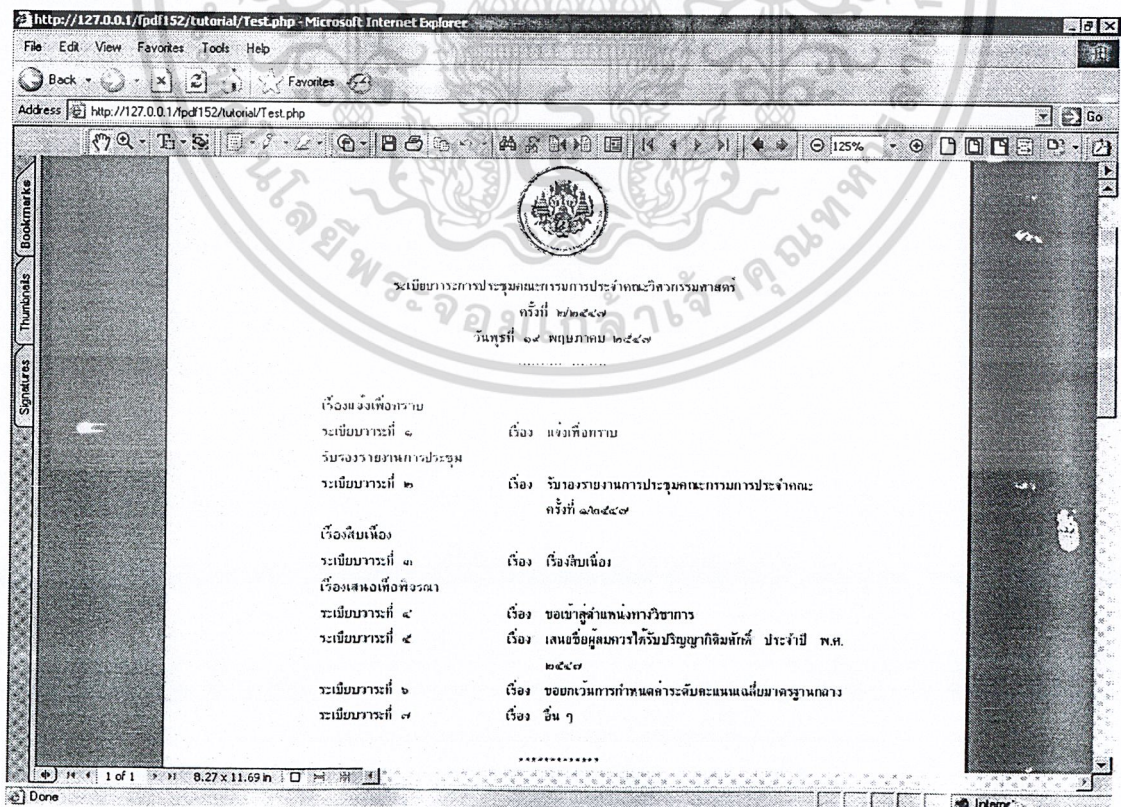 http://127.0.0.1/fpdf152/tutorial/Test.php - Microsoft Internet Explorer
File Edit View Favorites Tools Help
Back Favorites
Address http://127.0.0.1/fpdf152/tutorial/Test.php Go
125%
Bookmarks
Thumbnails
Signatures
ระเบียบวาระการประชุมคณะกรรมการประจำคณะวิศวกรรมศาสตร์
ครั้งที่ ๒/๒๕๔๗
วันพุธที่ ๑๙ พฤษภาคม ๒๕๔๗
เรื่องแจ้งเพื่อทราบ
ระเบียบวาระที่ ๑ เรื่อง แจ้งเพื่อทราบ
รับรองรายงานการประชุม
ระเบียบวาระที่ ๒ เรื่อง รับรองรายงานการประชุมคณะกรรมการประจำคณะ
ครั้งที่ ๑/๒๕๔๗
เรื่องสืบเนื่อง
ระเบียบวาระที่ ๓ เรื่อง เรื่องสืบเนื่อง
เรื่องเสนอเพื่อพิจารณา
ระเบียบวาระที่ ๔ เรื่อง ขอเข้าสู่ตำแหน่งทางวิชาการ
ระเบียบวาระที่ ๕ เรื่อง เสนอชื่อผู้สมควรได้รับปริญญากิติมศักดิ์ ประจำปี พ.ศ.
๒๕๔๗
ระเบียบวาระที่ ๖ เรื่อง ขอยกเว้นการกำหนดค่าระดับคะแนนเฉลี่ยมาตรฐานกลาง
ระเบียบวาระที่ ๗ เรื่อง อื่น ๆ
*************
1 of 1 8.27 x 11.69 in
Done